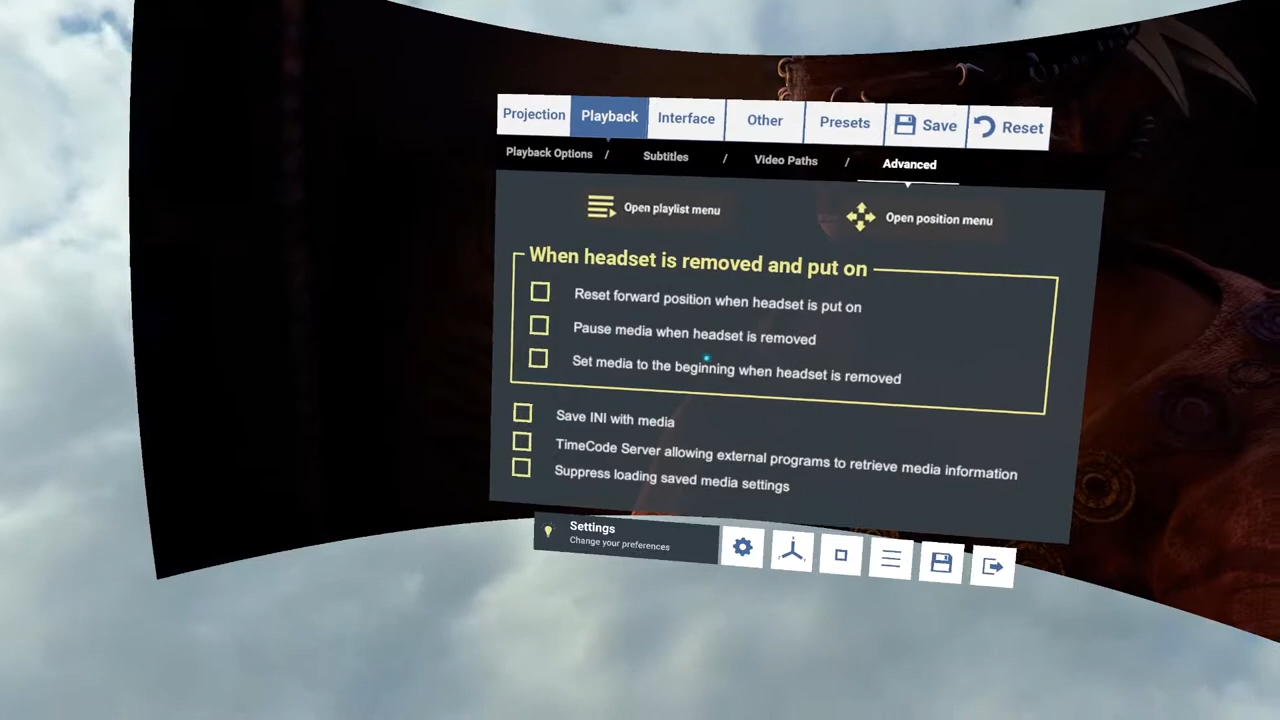 Projection
Playback
Interface
Other
Presets
Save
Reset
Playback Options / Subtitles / Video Paths / Advanced
Open playlist menu
Open position menu
When headset is removed and put on
Reset forward position when headset is put on
Pause media when headset is removed
Set media to the beginning when headset is removed
Save INI with media
TimeCode Server allowing external programs to retrieve media information
Suppress loading saved media settings
Settings
Change your preferences